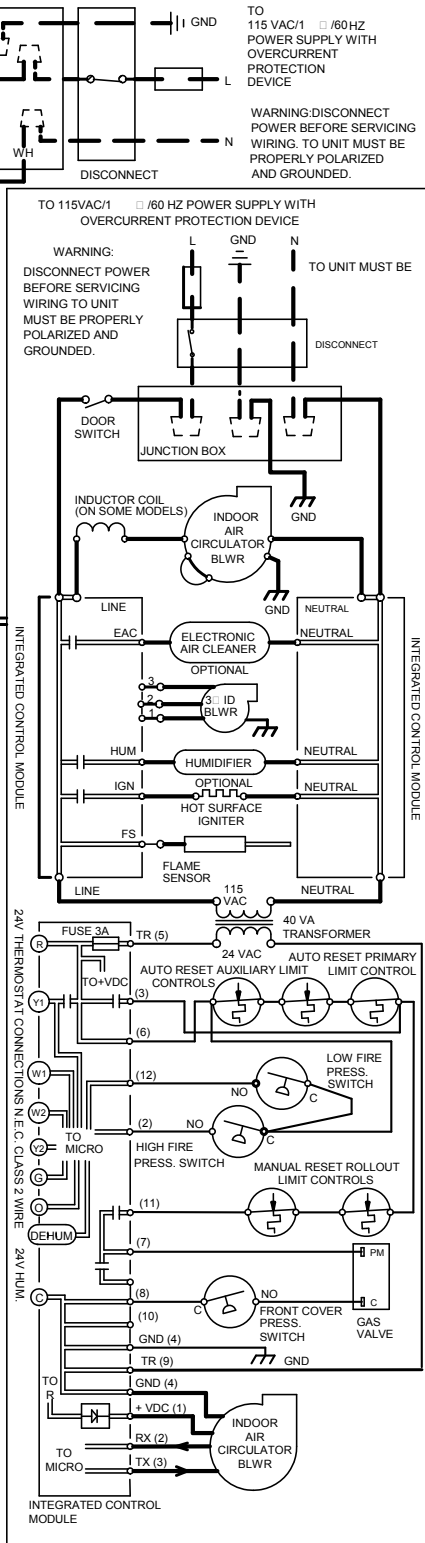 GND
TO
115 VAC/1 □ /60 HZ
POWER SUPPLY WITH
OVERCURRENT
PROTECTION
DEVICE
L
WARNING:DISCONNECT
POWER BEFORE SERVICING
WIRING. TO UNIT MUST BE
PROPERLY POLARIZED
AND GROUNDED.
N
WH
DISCONNECT
TO 115VAC/1 □ /60 HZ POWER SUPPLY WITH
OVERCURRENT PROTECTION DEVICE
L
GND
N
WARNING:
DISCONNECT POWER
BEFORE SERVICING
WIRING TO UNIT
MUST BE PROPERLY
POLARIZED AND
GROUNDED.
TO UNIT MUST BE
DISCONNECT
DOOR
SWITCH
JUNCTION BOX
GND
INDUCTOR COIL
(ON SOME MODELS)
INDOOR
AIR
CIRCULATOR
BLWR
GND
LINE
NEUTRAL
INTEGRATED CONTROL MODULE
INTEGRATED CONTROL MODULE
EAC
ELECTRONIC
AIR CLEANER
NEUTRAL
OPTIONAL
3
2
1
3□ ID
BLWR
HUM
HUMIDIFIER
NEUTRAL
OPTIONAL
IGN
NEUTRAL
HOT SURFACE
IGNITER
FS
FLAME
SENSOR
LINE
115
VAC
NEUTRAL
40 VA
TRANSFORMER
24 VAC
24V THERMOSTAT CONNECTIONS N.E.C. CLASS 2 WIRE
24V HUM.
R
FUSE 3A
TR (5)
TO+VDC
AUTO RESET AUXILIARY LIMIT
CONTROLS
AUTO RESET PRIMARY
LIMIT CONTROL
Y1
(3)
(6)
W1
(12)
NO
C
LOW FIRE
PRESS.
SWITCH
W2
(2)
NO
C
HIGH FIRE
PRESS. SWITCH
Y2
TO
MICRO
G
O
DEHUM
MANUAL RESET ROLLOUT
LIMIT CONTROLS
(11)
(7)
PM
C
(8)
C
NO
FRONT COVER
PRESS.
SWITCH
C
GAS
VALVE
(10)
GND (4)
GND
TR (9)
TO
R
GND (4)
+ VDC (1)
INDOOR
AIR
CIRCULATOR
BLWR
TO
MICRO
RX (2)
TX (3)
INTEGRATED CONTROL
MODULE